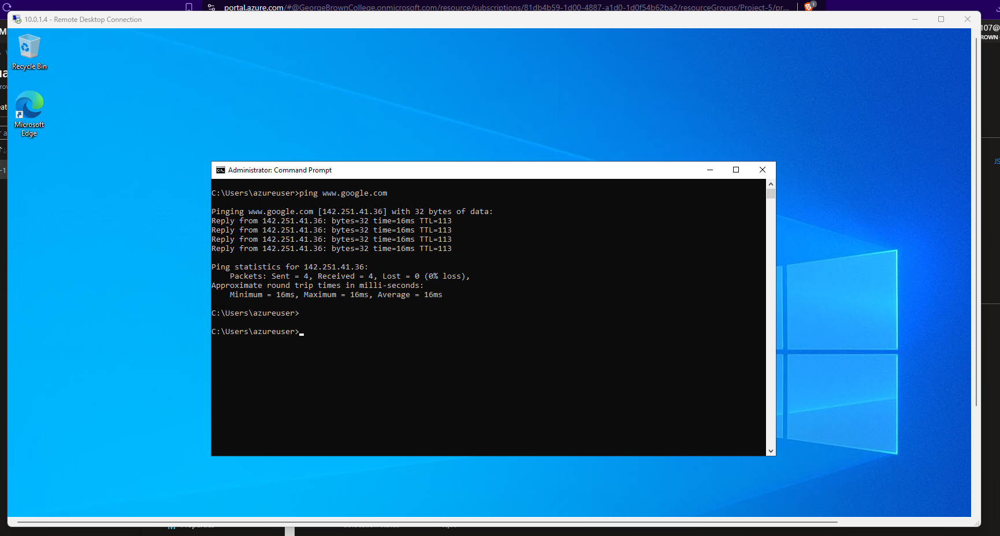 portal.azure.com/#@GeorgeBrownCollege.onmicrosoft.com/resource/subscriptions/81db4b59-1d00-4887-a1d0-1d0f54b62ba2/resourceGroups/Project-5/pr...
1
10.0.1.4 - Remote Desktop Connection
107@
ROWN
Recycle Bin
Microsoft
Edge
Administrator: Command Prompt
C:\Users\azureuser>ping www.google.com
Pinging www.google.com [142.251.41.36] with 32 bytes of data:
Reply from 142.251.41.36: bytes=32 time=16ms TTL=113
Reply from 142.251.41.36: bytes=32 time=16ms TTL=113
Reply from 142.251.41.36: bytes=32 time=16ms TTL=113
Reply from 142.251.41.36: bytes=32 time=16ms TTL=113
Ping statistics for 142.251.41.36:
Packets: Sent = 4, Received = 4, Lost = 0 (0% loss),
Approximate round trip times in milli-seconds:
Minimum = 16ms, Maximum = 16ms, Average = 16ms
C:\Users\azureuser>
C:\Users\azureuser>